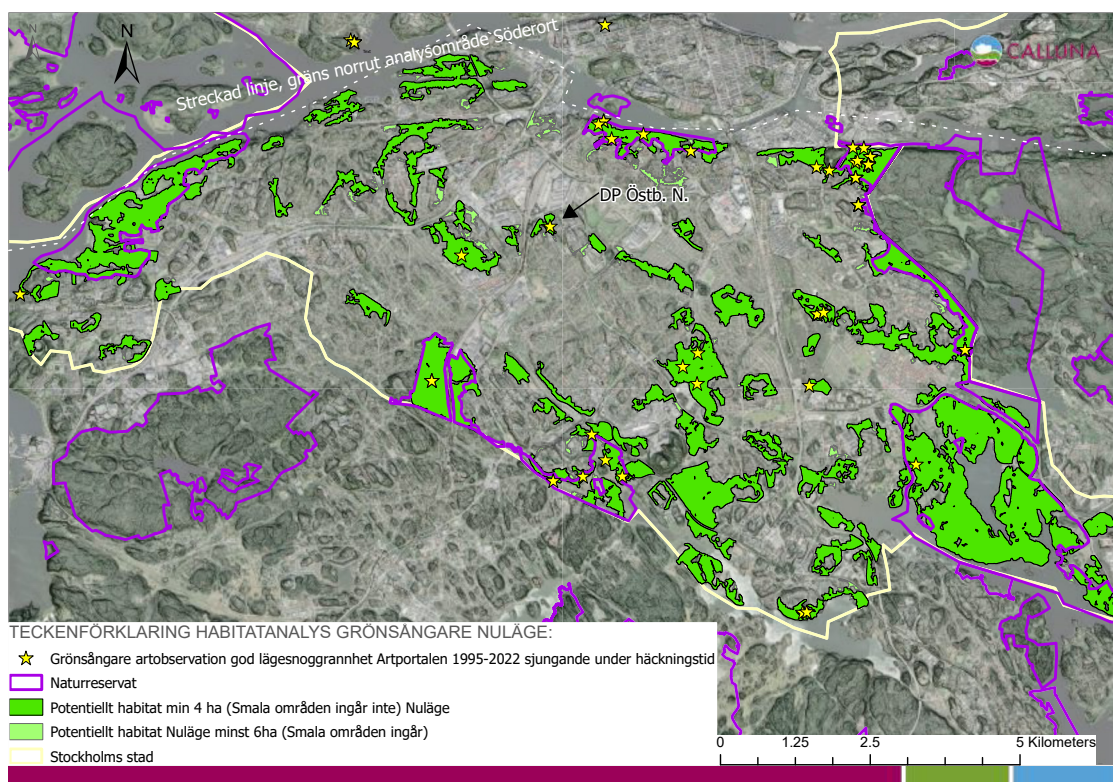 N
N
Streckad linje, gräns norrut analysområde Söderort
CALLUNA
DP Östb. N.
TECKENFÖRKLARING HABITATANALYS GRÖNSÅNGARE NULÄGE:
Grönsångare artobservation god lägesnoggrannhet Artportalen 1995-2022 sjungande under häckningstid
Naturreservat
Potentiellt habitat min 4 ha (Smala områden ingår inte) Nuläge
Potentiellt habitat Nuläge minst 6ha (Smala områden ingår)
Stockholms stad
0 1.25 2.5 5 Kilometers